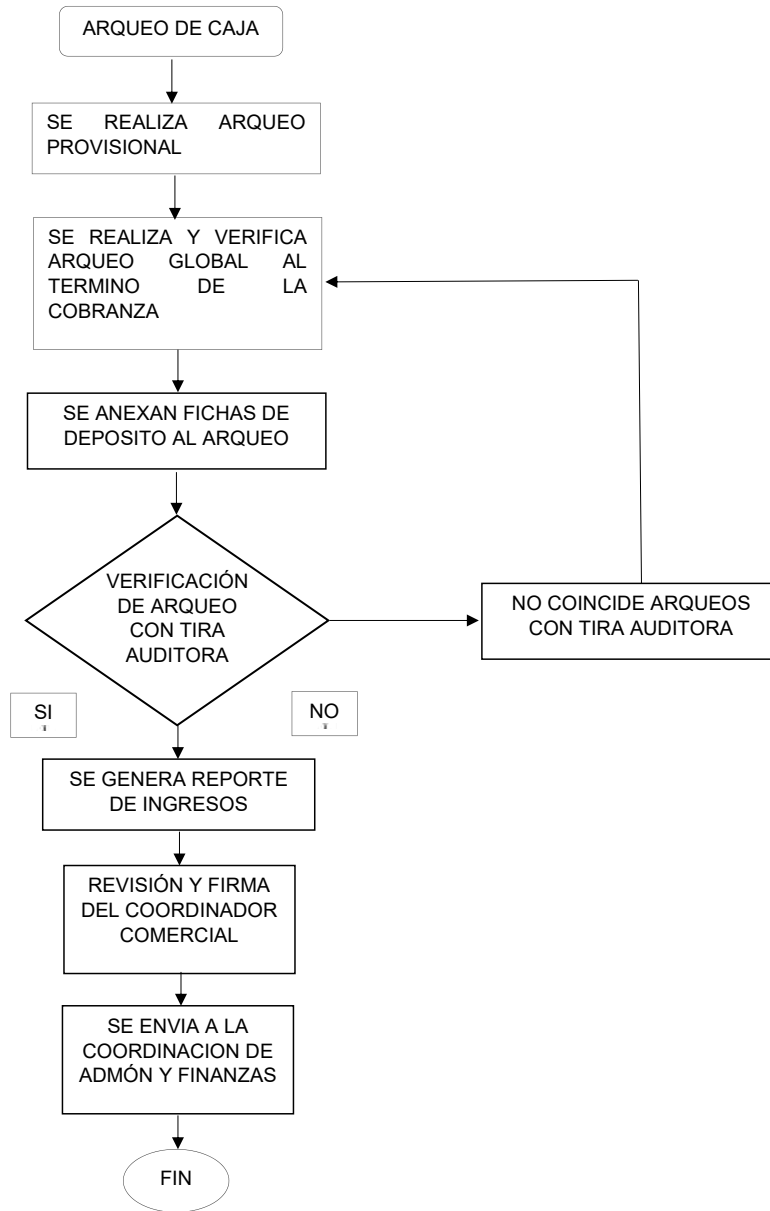 ARQUEO DE CAJA
SE REALIZA ARQUEO
PROVISIONAL
SE REALIZA Y VERIFICA
ARQUEO GLOBAL AL
TERMINO DE LA
COBRANZA
SE ANEXAN FICHAS DE
DEPOSITO AL ARQUEO
VERIFICACIÓN
DE ARQUEO
CON TIRA
AUDITORA
NO COINCIDE ARQUEOS
CON TIRA AUDITORA
SI
NO
SE GENERA REPORTE
DE INGRESOS
REVISIÓN Y FIRMA
DEL COORDINADOR
COMERCIAL
SE ENVIA A LA
COORDINACION DE
ADMÓN Y FINANZAS
FIN